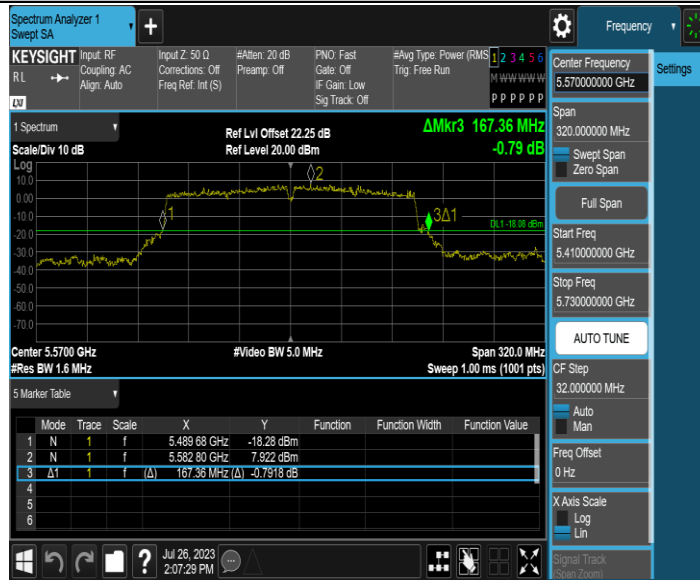 Spectrum Analyzer 1
Swept SA
Frequency
KEYSIGHT
RL
LXI
Input: RF
Coupling: AC
Align: Auto
Input Z: 50 Ω
Corrections: Off
Freq Ref: Int (S)
#Atten: 20 dB
Preamp: Off
PNO: Fast
Gate: Off
IF Gain: Low
Sig Track: Off
#Avg Type: Power (RMS
Trig: Free Run
1 2 3 4 5 6
M W W W W W
P P P P P P
1 Spectrum
Scale/Div 10 dB
Ref Lvl Offset 22.25 dB
Ref Level 20.00 dBm
ΔMkr3 167.36 MHz
-0.79 dB
Log
10.0
0.00
-10.0
-20.0
-30.0
-40.0
-50.0
-60.0
-70.0
1
2
3Δ1
DL1 -18.08 dBm
Center 5.5700 GHz
#Res BW 1.6 MHz
#Video BW 5.0 MHz
Span 320.0 MHz
Sweep 1.00 ms (1001 pts)
5 Marker Table
Mode Trace Scale X Y Function Function Width Function Value
1 N 1 f 5.489 68 GHz -18.28 dBm
2 N 1 f 5.582 80 GHz 7.922 dBm
3 Δ1 1 f (Δ) 167.36 MHz (Δ) -0.7918 dB
4
5
6
Jul 26, 2023
2:07:29 PM
Center Frequency
5.570000000 GHz
Settings
Span
320.000000 MHz
Swept Span
Zero Span
Full Span
Start Freq
5.410000000 GHz
Stop Freq
5.730000000 GHz
AUTO TUNE
CF Step
32.000000 MHz
Auto
Man
Freq Offset
0 Hz
X Axis Scale
Log
Lin
Signal Track
(Span Zoom)